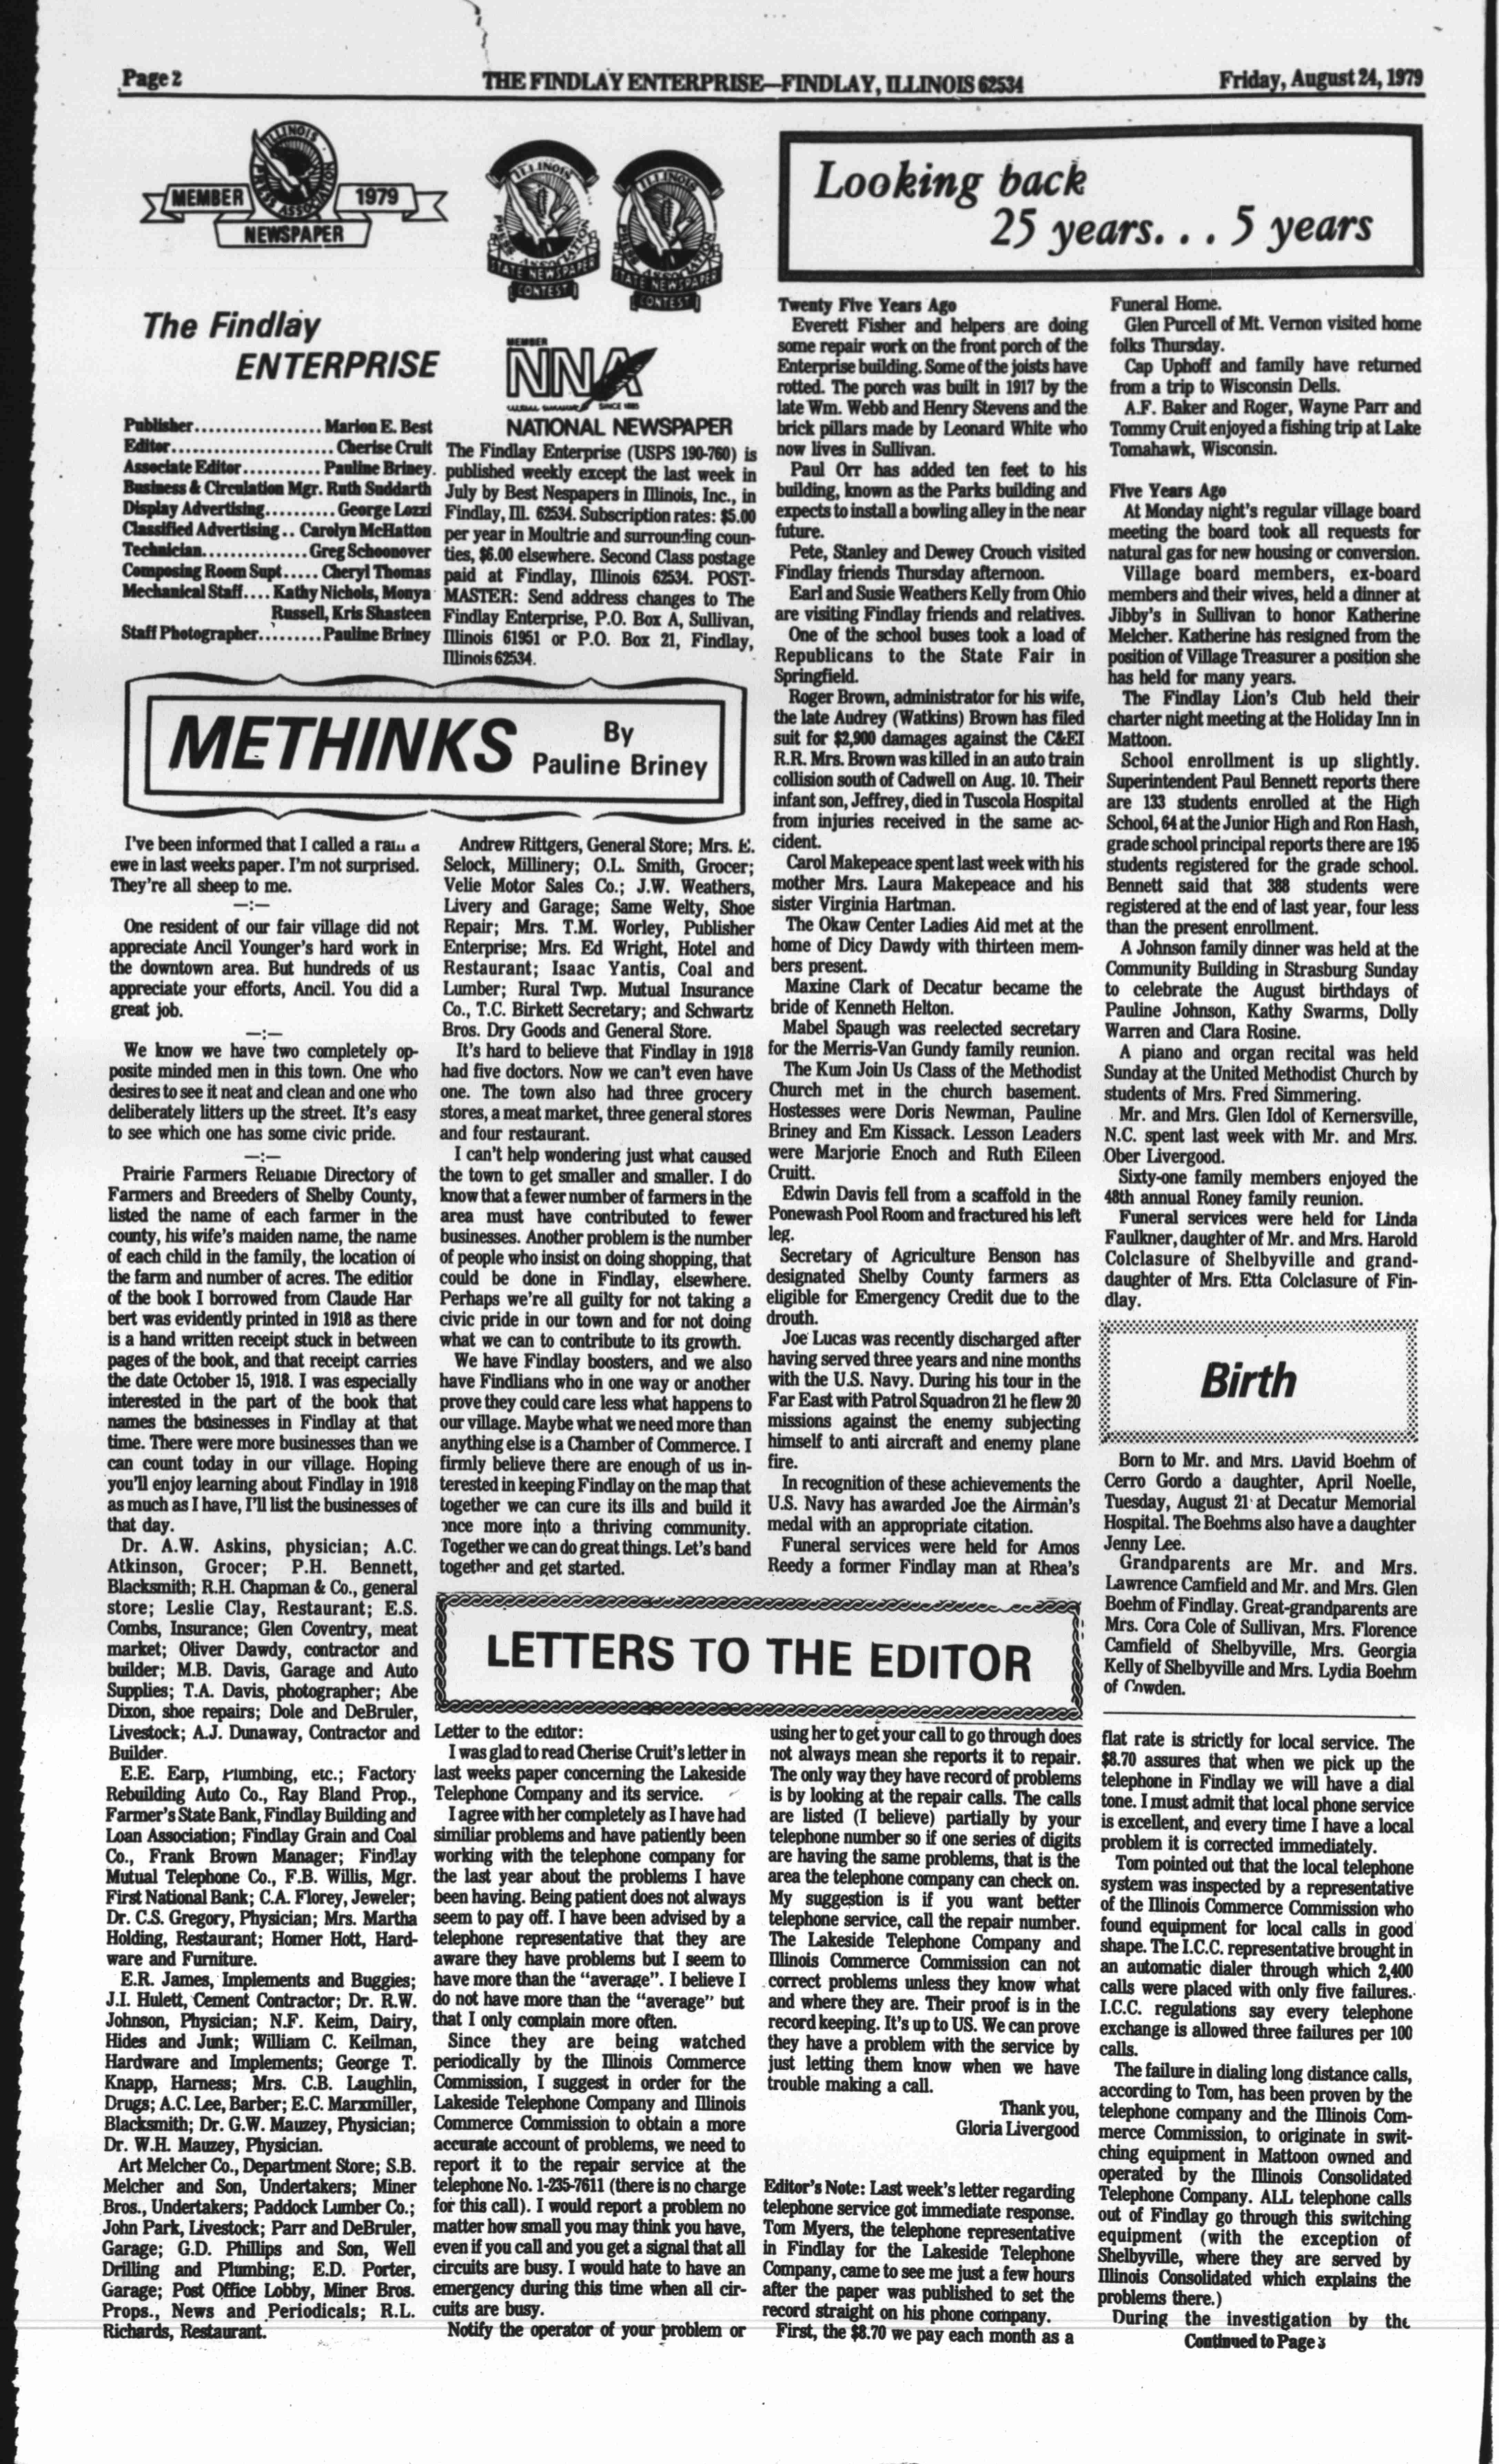 Page 2
THE FINDLAY ENTERPRISE—FINDLAY, ILLINOIS 62534
Friday, August 24, 1979
ILLINOIS
PRESS ASSOCIATION
MEMBER
1979
NEWSPAPER
ILLINOIS
PRESS ASSOCIATION
STATE NEWSPAPER
CONTEST
ILLINOIS
PRESS ASSOCIATION
STATE NEWSPAPER
CONTEST
The Findlay
ENTERPRISE
Publisher................. Marion E. Best
Editor...................... Cherise Cruit
Associate Editor........... Pauline Briney.
Business & Circulation Mgr. Ruth Suddarth
Display Advertising.......... George Lozzi
Classified Advertising.. Carolyn McHatton
Technician.............. Greg Schoonover
Composing Room Supt..... Cheryl Thomas
Mechanical Staff.... Kathy Nichols, Monya
Russell, Kris Shasteen
Staff Photographer......... Pauline Briney
MEMBER
NNA
SINCE 1885
NATIONAL NEWSPAPER
The Findlay Enterprise (USPS 190-760) is
published weekly except the last week in
July by Best Nespapers in Illinois, Inc., in
Findlay, Ill. 62534. Subscription rates: $5.00
per year in Moultrie and surrounding coun-
ties, $6.00 elsewhere. Second Class postage
paid at Findlay, Illinois 62534. POST-
MASTER: Send address changes to The
Findlay Enterprise, P.O. Box A, Sullivan,
Illinois 61951 or P.O. Box 21, Findlay,
Illinois 62534.
METHINKS
By
Pauline Briney
I've been informed that I called a ram a
ewe in last weeks paper. I'm not surprised.
They're all sheep to me.
—:—
One resident of our fair village did not
appreciate Ancil Younger's hard work in
the downtown area. But hundreds of us
appreciate your efforts, Ancil. You did a
great job.
—:—
We know we have two completely op-
posite minded men in this town. One who
desires to see it neat and clean and one who
deliberately litters up the street. It's easy
to see which one has some civic pride.
—:—
Prairie Farmers Reliable Directory of
Farmers and Breeders of Shelby County,
listed the name of each farmer in the
county, his wife's maiden name, the name
of each child in the family, the location of
the farm and number of acres. The edition
of the book I borrowed from Claude Har
bert was evidently printed in 1918 as there
is a hand written receipt stuck in between
pages of the book, and that receipt carries
the date October 15, 1918. I was especially
interested in the part of the book that
names the businesses in Findlay at that
time. There were more businesses than we
can count today in our village. Hoping
you'll enjoy learning about Findlay in 1918
as much as I have, I'll list the businesses of
that day.
Dr. A.W. Askins, physician; A.C.
Atkinson, Grocer; P.H. Bennett,
Blacksmith; R.H. Chapman & Co., general
store; Leslie Clay, Restaurant; E.S.
Combs, Insurance; Glen Coventry, meat
market; Oliver Dawdy, contractor and
builder; M.B. Davis, Garage and Auto
Supplies; T.A. Davis, photographer; Abe
Dixon, shoe repairs; Dole and DeBruler,
Livestock; A.J. Dunaway, Contractor and
Builder.
E.E. Earp, Plumbing, etc.; Factory
Rebuilding Auto Co., Ray Bland Prop.,
Farmer's State Bank, Findlay Building and
Loan Association; Findlay Grain and Coal
Co., Frank Brown Manager; Findlay
Mutual Telephone Co., F.B. Willis, Mgr.
First National Bank; C.A. Florey, Jeweler;
Dr. C.S. Gregory, Physician; Mrs. Martha
Holding, Restaurant; Homer Hott, Hard-
ware and Furniture.
E.R. James, Implements and Buggies;
J.I. Hulett, Cement Contractor; Dr. R.W.
Johnson, Physician; N.F. Keim, Dairy,
Hides and Junk; William C. Keilman,
Hardware and Implements; George T.
Knapp, Harness; Mrs. C.B. Laughlin,
Drugs; A.C. Lee, Barber; E.C. Marxmiller,
Blacksmith; Dr. G.W. Mauzey, Physician;
Dr. W.H. Mauzey, Physician.
Art Melcher Co., Department Store; S.B.
Melcher and Son, Undertakers; Miner
Bros., Undertakers; Paddock Lumber Co.;
John Park, Livestock; Parr and DeBruler,
Garage; G.D. Phillips and Son, Well
Drilling and Plumbing; E.D. Porter,
Garage; Post Office Lobby, Miner Bros.
Props., News and Periodicals; R.L.
Richards, Restaurant.
Andrew Rittgers, General Store; Mrs. E.
Selock, Millinery; O.L. Smith, Grocer;
Velie Motor Sales Co.; J.W. Weathers,
Livery and Garage; Same Welty, Shoe
Repair; Mrs. T.M. Worley, Publisher
Enterprise; Mrs. Ed Wright, Hotel and
Restaurant; Isaac Yantis, Coal and
Lumber; Rural Twp. Mutual Insurance
Co., T.C. Birkett Secretary; and Schwartz
Bros. Dry Goods and General Store.
It's hard to believe that Findlay in 1918
had five doctors. Now we can't even have
one. The town also had three grocery
stores, a meat market, three general stores
and four restaurant.
I can't help wondering just what caused
the town to get smaller and smaller. I do
know that a fewer number of farmers in the
area must have contributed to fewer
businesses. Another problem is the number
of people who insist on doing shopping, that
could be done in Findlay, elsewhere.
Perhaps we're all guilty for not taking a
civic pride in our town and for not doing
what we can to contribute to its growth.
We have Findlay boosters, and we also
have Findlians who in one way or another
prove they could care less what happens to
our village. Maybe what we need more than
anything else is a Chamber of Commerce. I
firmly believe there are enough of us in-
terested in keeping Findlay on the map that
together we can cure its ills and build it
once more into a thriving community.
Together we can do great things. Let's band
together and get started.
Looking back
25 years. . . 5 years
Twenty Five Years Ago
Everett Fisher and helpers are doing
some repair work on the front porch of the
Enterprise building. Some of the joists have
rotted. The porch was built in 1917 by the
late Wm. Webb and Henry Stevens and the
brick pillars made by Leonard White who
now lives in Sullivan.
Paul Orr has added ten feet to his
building, known as the Parks building and
expects to install a bowling alley in the near
future.
Pete, Stanley and Dewey Crouch visited
Findlay friends Thursday afternoon.
Earl and Susie Weathers Kelly from Ohio
are visiting Findlay friends and relatives.
One of the school buses took a load of
Republicans to the State Fair in
Springfield.
Roger Brown, administrator for his wife,
the late Audrey (Watkins) Brown has filed
suit for $2,900 damages against the C&EI
R.R. Mrs. Brown was killed in an auto train
collision south of Cadwell on Aug. 10. Their
infant son, Jeffrey, died in Tuscola Hospital
from injuries received in the same ac-
cident.
Carol Makepeace spent last week with his
mother Mrs. Laura Makepeace and his
sister Virginia Hartman.
The Okaw Center Ladies Aid met at the
home of Dicy Dawdy with thirteen mem-
bers present.
Maxine Clark of Decatur became the
bride of Kenneth Helton.
Mabel Spaugh was reelected secretary
for the Merris-Van Gundy family reunion.
The Kum Join Us Class of the Methodist
Church met in the church basement.
Hostesses were Doris Newman, Pauline
Briney and Em Kissack. Lesson Leaders
were Marjorie Enoch and Ruth Eileen
Cruitt.
Edwin Davis fell from a scaffold in the
Ponewash Pool Room and fractured his left
leg.
Secretary of Agriculture Benson has
designated Shelby County farmers as
eligible for Emergency Credit due to the
drouth.
Joe Lucas was recently discharged after
having served three years and nine months
with the U.S. Navy. During his tour in the
Far East with Patrol Squadron 21 he flew 20
missions against the enemy subjecting
himself to anti aircraft and enemy plane
fire.
In recognition of these achievements the
U.S. Navy has awarded Joe the Airman's
medal with an appropriate citation.
Funeral services were held for Amos
Reedy a former Findlay man at Rhea's
Funeral Home.
Glen Purcell of Mt. Vernon visited home
folks Thursday.
Cap Uphoff and family have returned
from a trip to Wisconsin Dells.
A.F. Baker and Roger, Wayne Parr and
Tommy Cruit enjoyed a fishing trip at Lake
Tomahawk, Wisconsin.
Five Years Ago
At Monday night's regular village board
meeting the board took all requests for
natural gas for new housing or conversion.
Village board members, ex-board
members and their wives, held a dinner at
Jibby's in Sullivan to honor Katherine
Melcher. Katherine has resigned from the
position of Village Treasurer a position she
has held for many years.
The Findlay Lion's Club held their
charter night meeting at the Holiday Inn in
Mattoon.
School enrollment is up slightly.
Superintendent Paul Bennett reports there
are 133 students enrolled at the High
School, 64 at the Junior High and Ron Hash,
grade school principal reports there are 195
students registered for the grade school.
Bennett said that 388 students were
registered at the end of last year, four less
than the present enrollment.
A Johnson family dinner was held at the
Community Building in Strasburg Sunday
to celebrate the August birthdays of
Pauline Johnson, Kathy Swarms, Dolly
Warren and Clara Rosine.
A piano and organ recital was held
Sunday at the United Methodist Church by
students of Mrs. Fred Simmering.
Mr. and Mrs. Glen Idol of Kernersville,
N.C. spent last week with Mr. and Mrs.
Ober Livergood.
Sixty-one family members enjoyed the
48th annual Roney family reunion.
Funeral services were held for Linda
Faulkner, daughter of Mr. and Mrs. Harold
Colclasure of Shelbyville and grand-
daughter of Mrs. Etta Colclasure of Fin-
dlay.
Birth
Born to Mr. and Mrs. David Boehm of
Cerro Gordo a daughter, April Noelle,
Tuesday, August 21 at Decatur Memorial
Hospital. The Boehms also have a daughter
Jenny Lee.
Grandparents are Mr. and Mrs.
Lawrence Camfield and Mr. and Mrs. Glen
Boehm of Findlay. Great-grandparents are
Mrs. Cora Cole of Sullivan, Mrs. Florence
Camfield of Shelbyville, Mrs. Georgia
Kelly of Shelbyville and Mrs. Lydia Boehm
of Cowden.
LETTERS TO THE EDITOR
Letter to the editor:
I was glad to read Cherise Cruit's letter in
last weeks paper concerning the Lakeside
Telephone Company and its service.
I agree with her completely as I have had
similiar problems and have patiently been
working with the telephone company for
the last year about the problems I have
been having. Being patient does not always
seem to pay off. I have been advised by a
telephone representative that they are
aware they have problems but I seem to
have more than the "average". I believe I
do not have more than the "average" but
that I only complain more often.
Since they are being watched
periodically by the Illinois Commerce
Commission, I suggest in order for the
Lakeside Telephone Company and Illinois
Commerce Commission to obtain a more
accurate account of problems, we need to
report it to the repair service at the
telephone No. 1-235-7611 (there is no charge
for this call). I would report a problem no
matter how small you may think you have,
even if you call and you get a signal that all
circuits are busy. I would hate to have an
emergency during this time when all cir-
cuits are busy.
Notify the operator of your problem or
using her to get your call to go through does
not always mean she reports it to repair.
The only way they have record of problems
is by looking at the repair calls. The calls
are listed (I believe) partially by your
telephone number so if one series of digits
are having the same problems, that is the
area the telephone company can check on.
My suggestion is if you want better
telephone service, call the repair number.
The Lakeside Telephone Company and
Illinois Commerce Commission can not
correct problems unless they know what
and where they are. Their proof is in the
record keeping. It's up to US. We can prove
they have a problem with the service by
just letting them know when we have
trouble making a call.
Thank you,
Gloria Livergood
Editor's Note: Last week's letter regarding
telephone service got immediate response.
Tom Myers, the telephone representative
in Findlay for the Lakeside Telephone
Company, came to see me just a few hours
after the paper was published to set the
record straight on his phone company.
First, the $8.70 we pay each month as a
flat rate is strictly for local service. The
$8.70 assures that when we pick up the
telephone in Findlay we will have a dial
tone. I must admit that local phone service
is excellent, and every time I have a local
problem it is corrected immediately.
Tom pointed out that the local telephone
system was inspected by a representative
of the Illinois Commerce Commission who
found equipment for local calls in good
shape. The I.C.C. representative brought in
an automatic dialer through which 2,400
calls were placed with only five failures.
I.C.C. regulations say every telephone
exchange is allowed three failures per 100
calls.
The failure in dialing long distance calls,
according to Tom, has been proven by the
telephone company and the Illinois Com-
merce Commission, to originate in swit-
ching equipment in Mattoon owned and
operated by the Illinois Consolidated
Telephone Company. ALL telephone calls
out of Findlay go through this switching
equipment (with the exception of
Shelbyville, where they are served by
Illinois Consolidated which explains the
problems there.)
During the investigation by the
Continued to Page 3